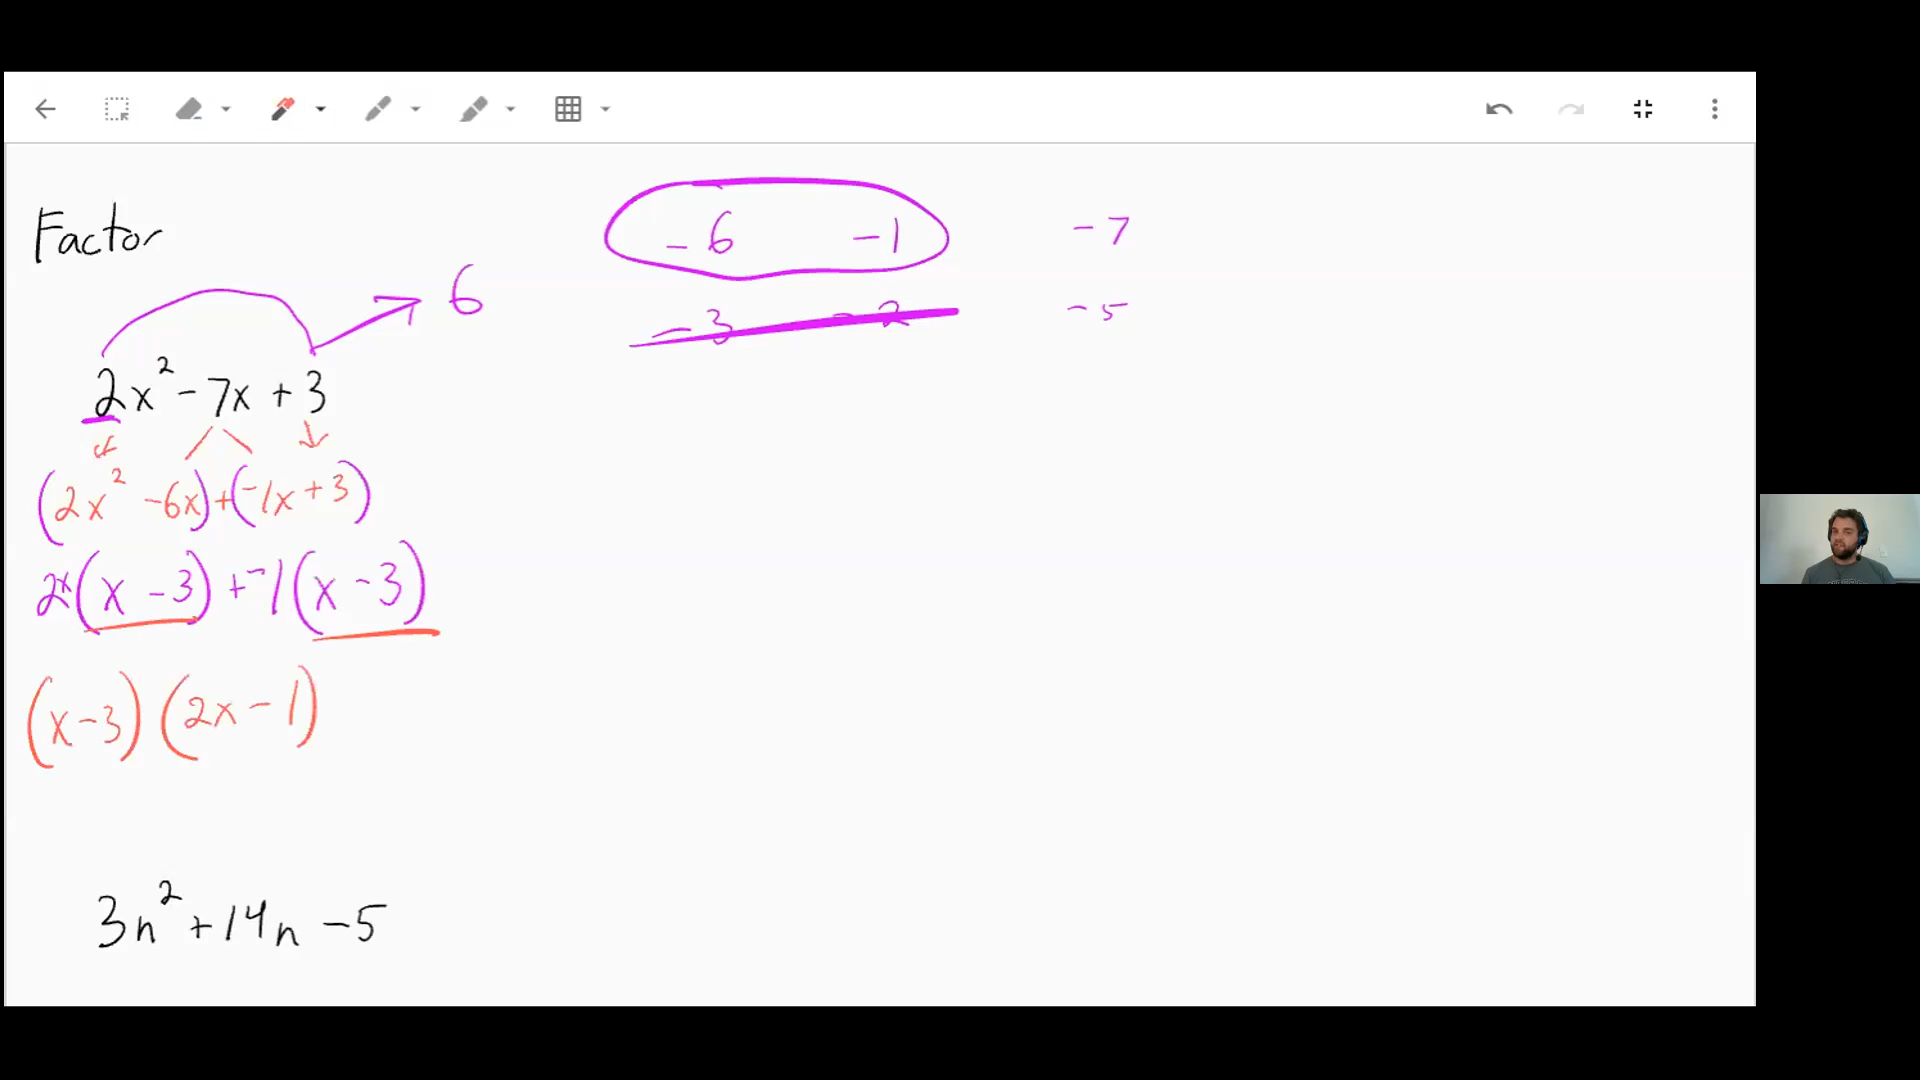 Factor
-6 -1 -7
6
-3 -2 -5
2x² - 7x + 3
(2x² - 6x) + (-1x + 3)
2x(x - 3) + -1(x - 3)
(x - 3) (2x - 1)
3n² + 14n - 5